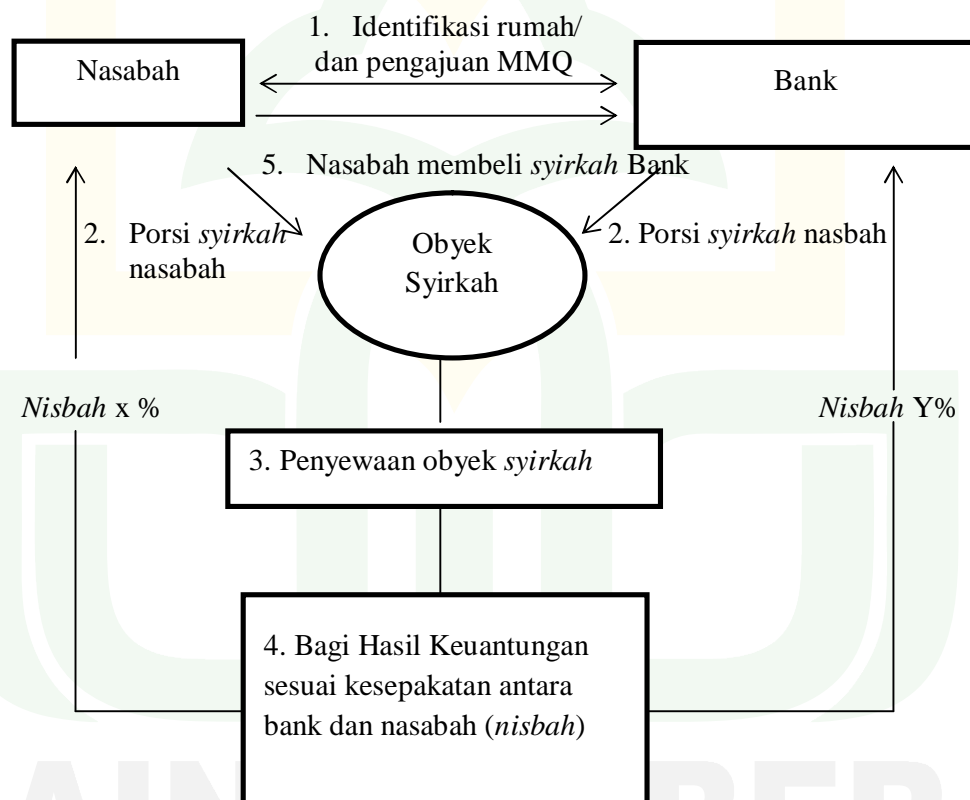 1. Identifikasi rumah/
dan pengajuan MMQ
Nasabah
Bank
5. Nasabah membeli syirkah Bank
2. Porsi syirkah
nasabah
Obyek
Syirkah
2. Porsi syirkah nasbah
Nisbah x %
Nisbah Y%
3. Penyewaan obyek syirkah
4. Bagi Hasil Keuantungan
sesuai kesepakatan antara
bank dan nasabah (nisbah)